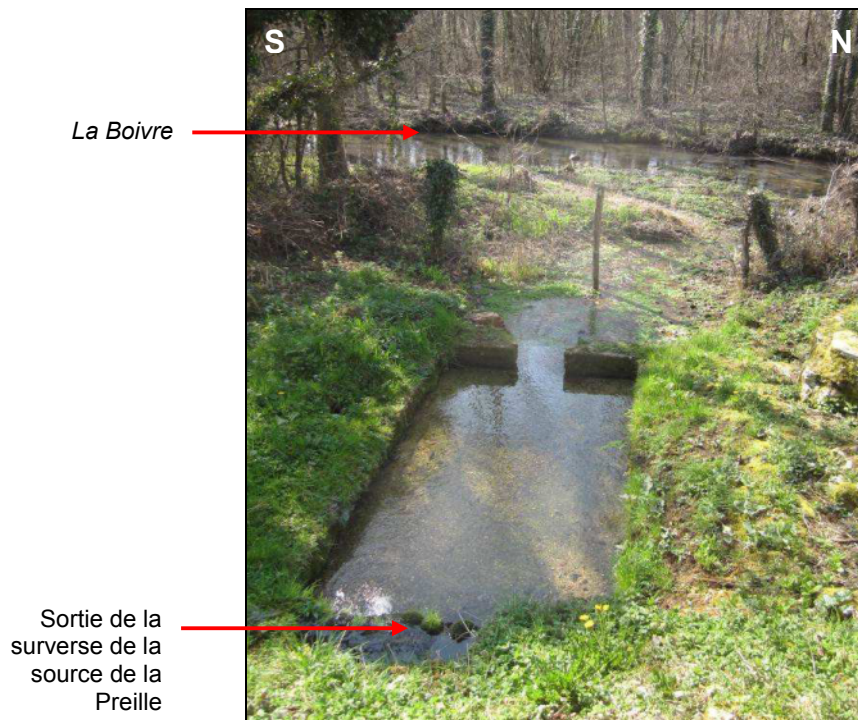 S
N
La Boivre
Sortie de la
surverse de la
source de la
Preille